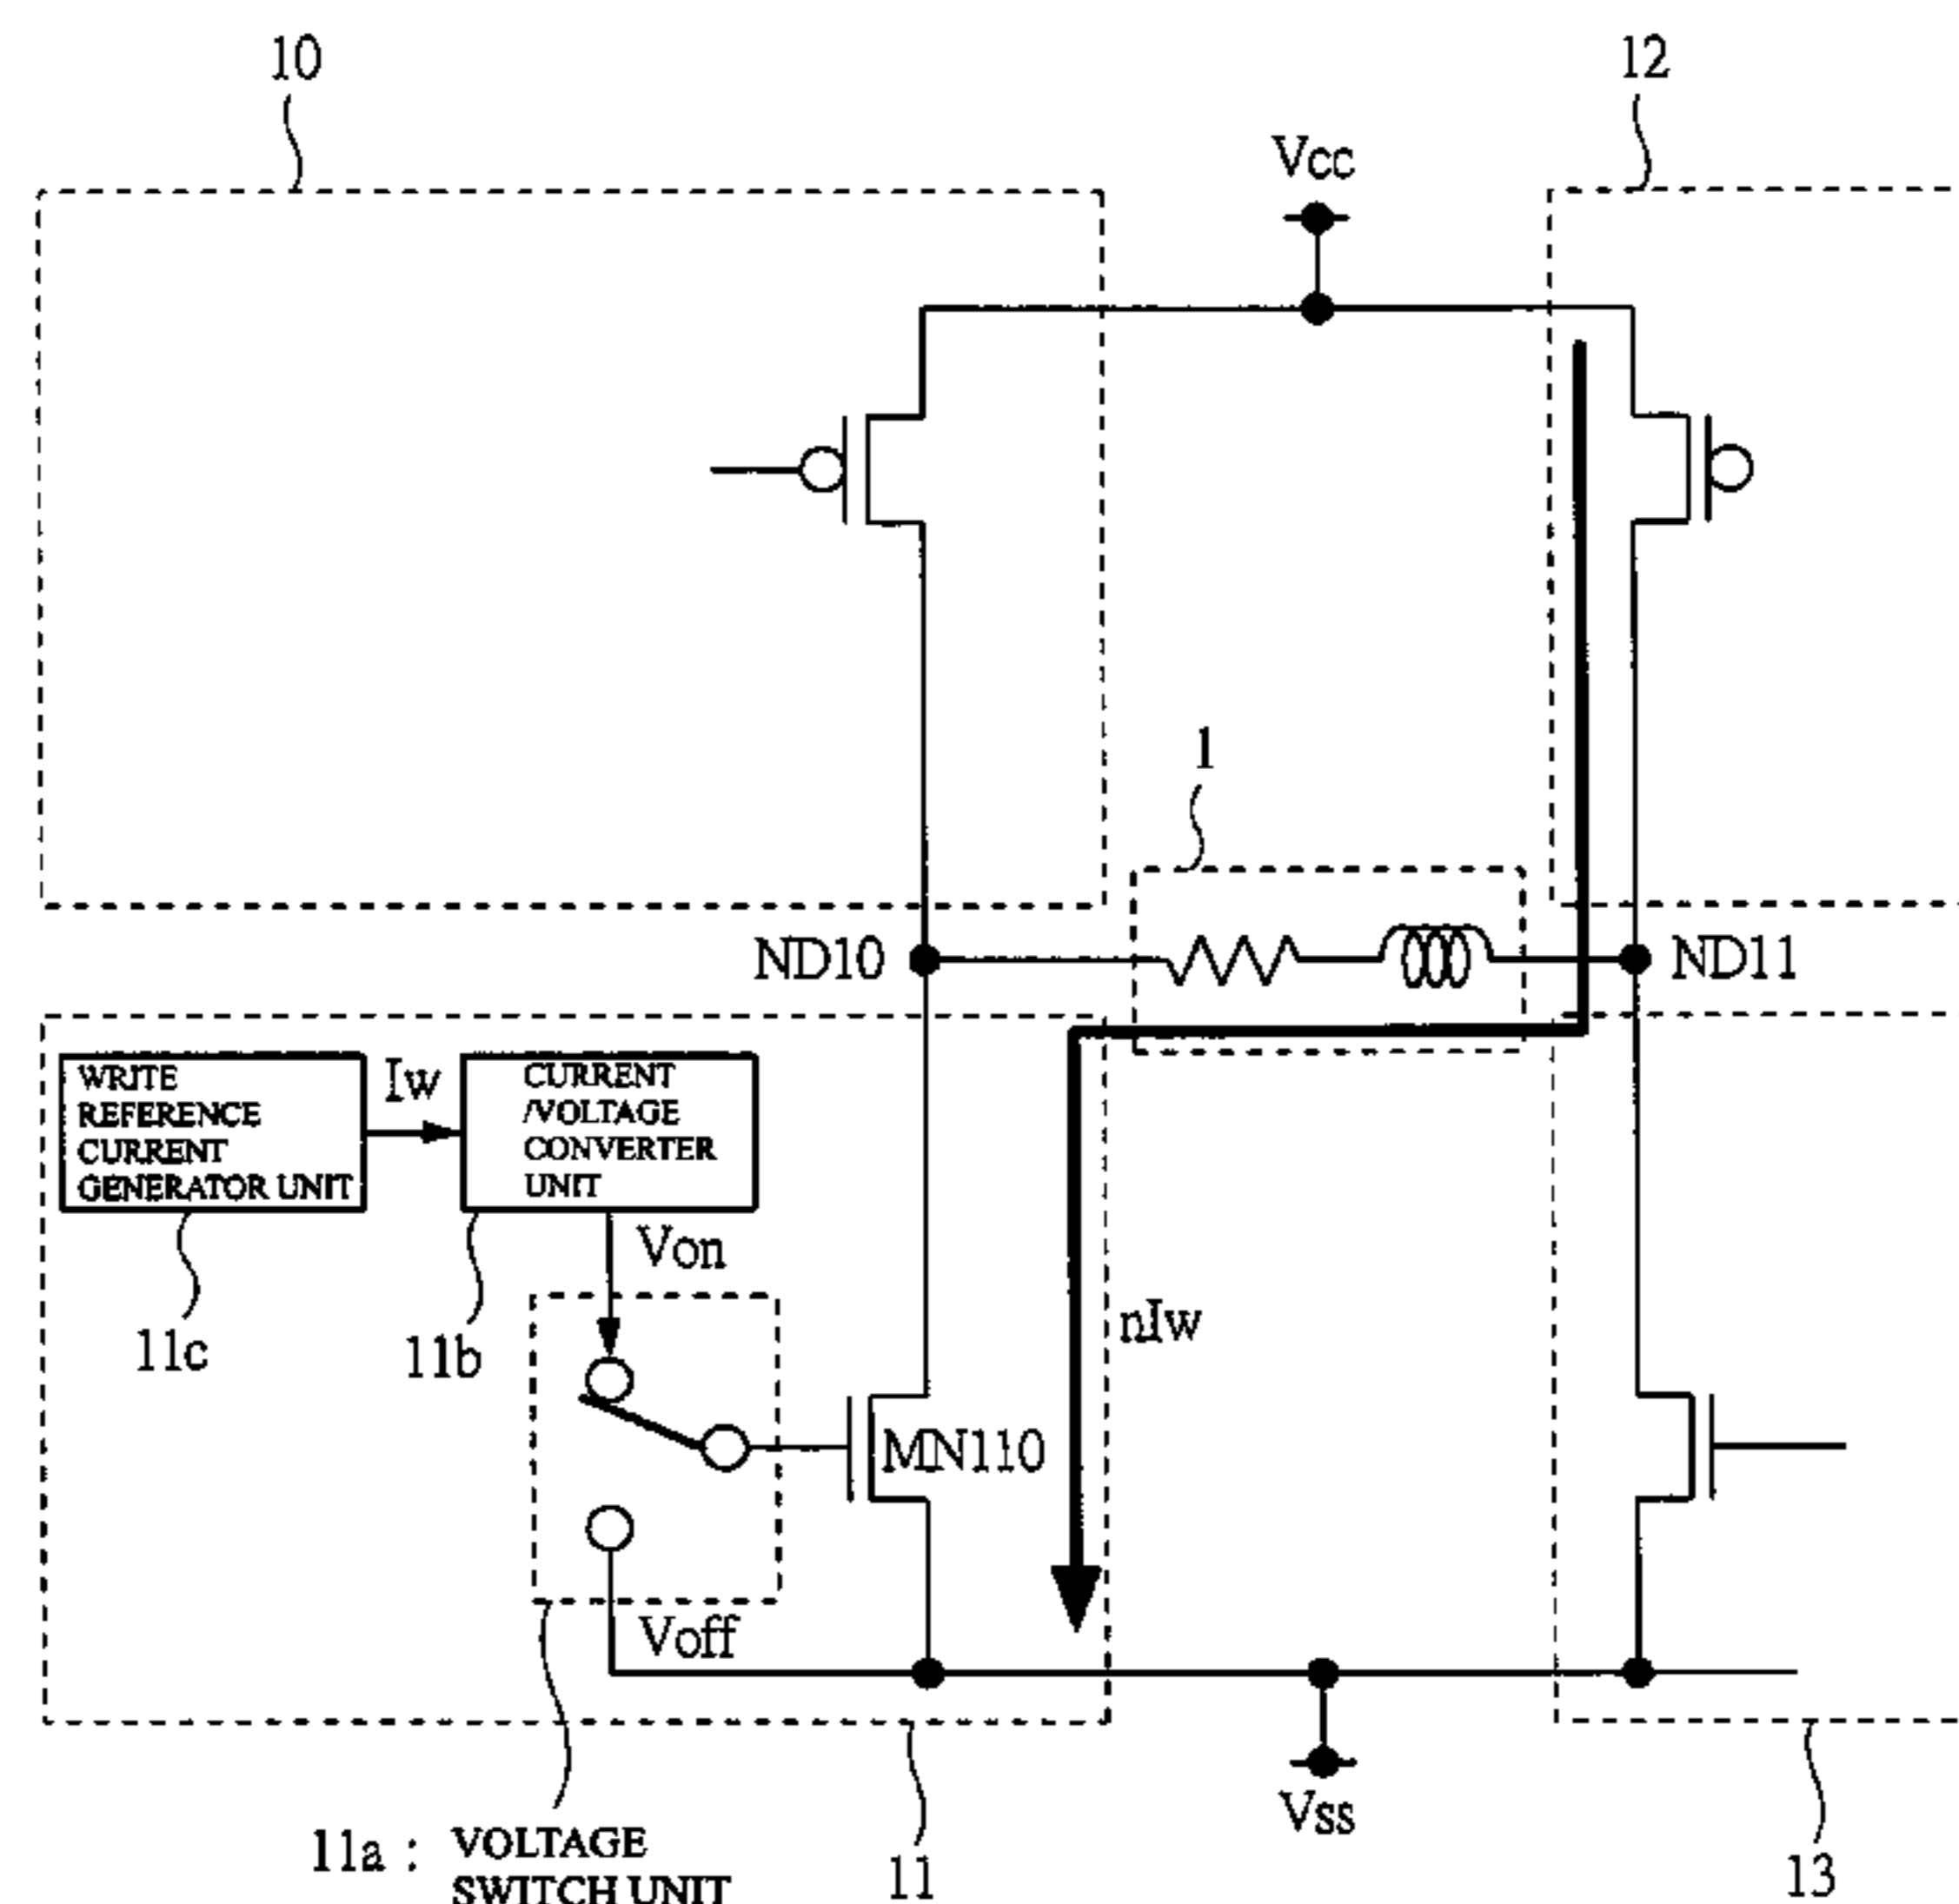 10
12
Vcc
1
ND10
ND11
WRITE
REFERENCE
CURRENT
GENERATOR UNIT
Iw
CURRENT
/VOLTAGE
CONVERTER
UNIT
Von
11c
11b
nIw
MN110
Voff
Vss
11a : VOLTAGE
SWITCH UNIT
11
13